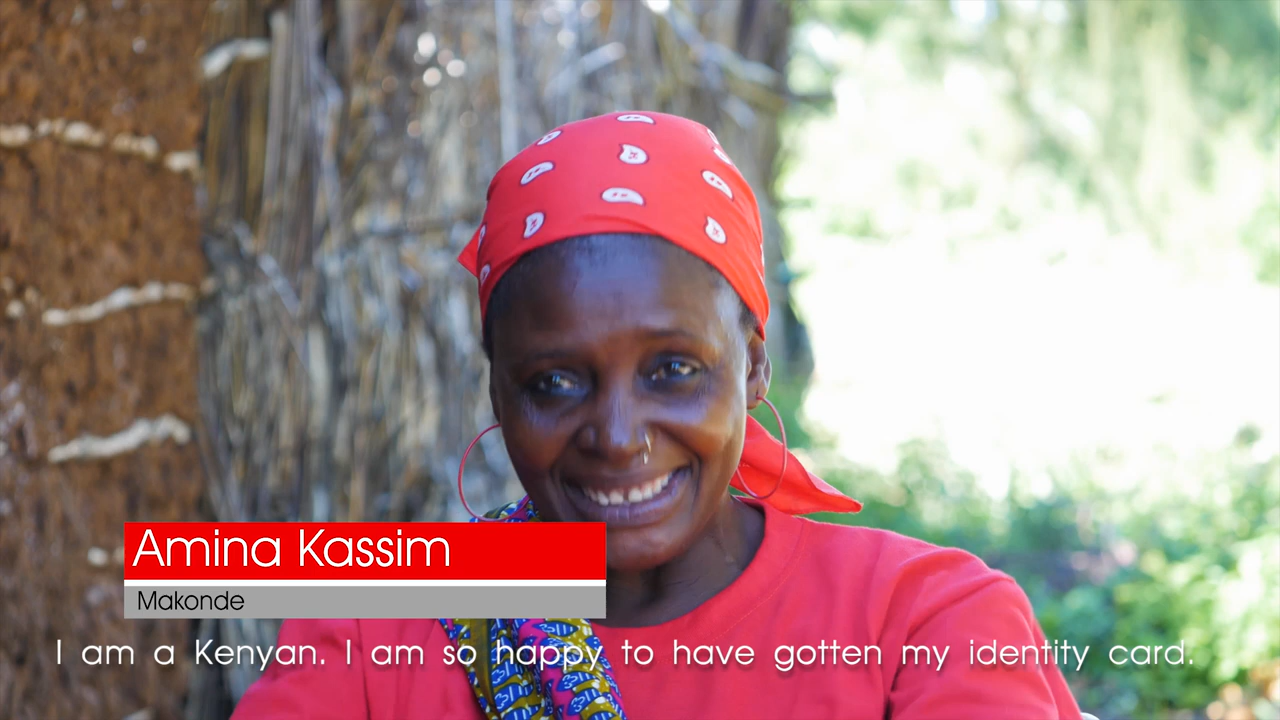 Amina Kassim
Makonde
I am a Kenyan. I am so happy to have gotten my identity card.